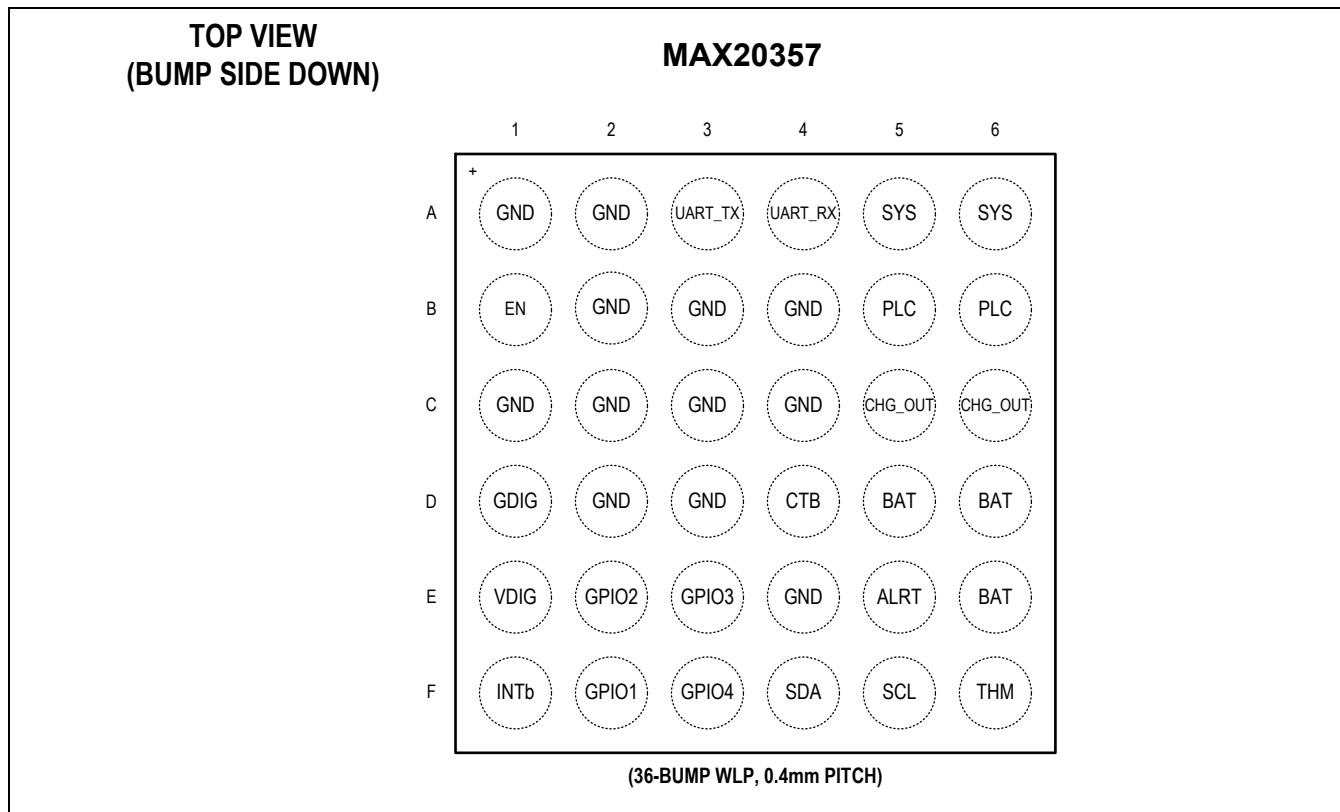 TOP VIEW
(BUMP SIDE DOWN)
MAX20357
1 2 3 4 5 6
+
A GND GND UART_TX UART_RX SYS SYS
B EN GND GND GND PLC PLC
C GND GND GND GND CHG_OUT CHG_OUT
D GDIG GND GND CTB BAT BAT
E VDIG GPIO2 GPIO3 GND ALRT BAT
F INTb GPIO1 GPIO4 SDA SCL THM
(36-BUMP WLP, 0.4mm PITCH)